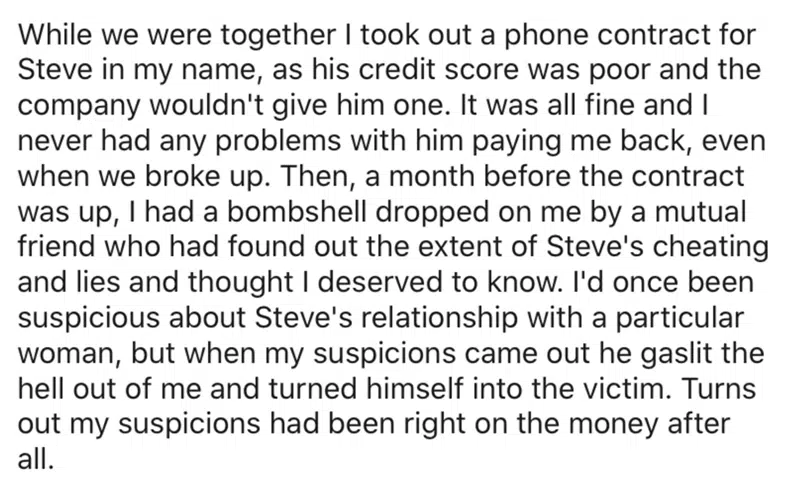 While we were together I took out a phone contract for
Steve in my name, as his credit score was poor and the
company wouldn't give him one. It was all fine and I
never had any problems with him paying me back, even
when we broke up. Then, a month before the contract
was up, I had a bombshell dropped on me by a mutual
friend who had found out the extent of Steve's cheating
and lies and thought I deserved to know. I'd once been
suspicious about Steve's relationship with a particular
woman, but when my suspicions came out he gaslit the
hell out of me and turned himself into the victim. Turns
out my suspicions had been right on the money after
all.